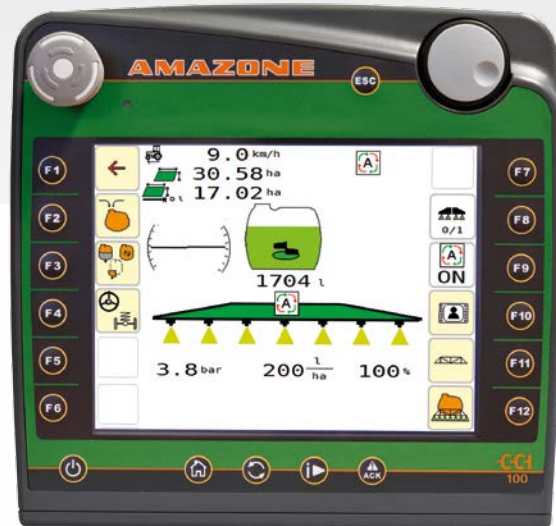 AMAZONE
ESC
F1
F2
F3
F4
F5
F6
9.0 km/h
30.58 ha
17.02 ha
A
1704 l
A
3.8 bar
200 l/ha
100 %
0/1
A
ON
F7
F8
F9
F10
F11
F12
ACK
CCI
100